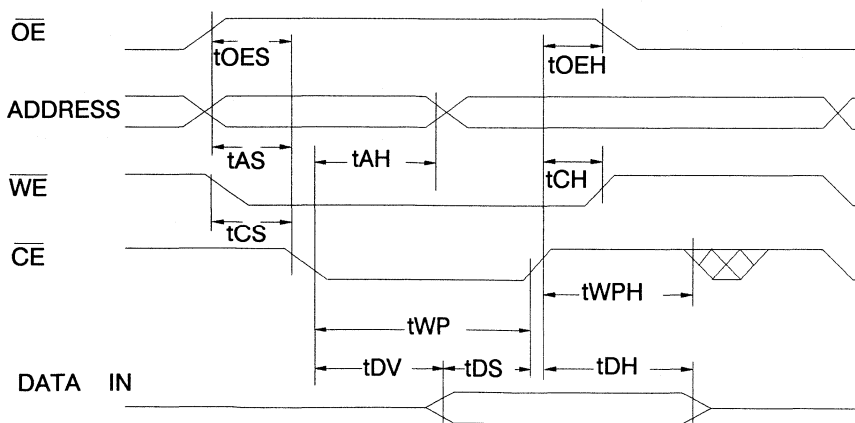 OE
tOES
tOEH
ADDRESS
tAS
tAH
tCH
WE
tCS
CE
tWPH
tWP
tDV
tDS
tDH
DATA IN